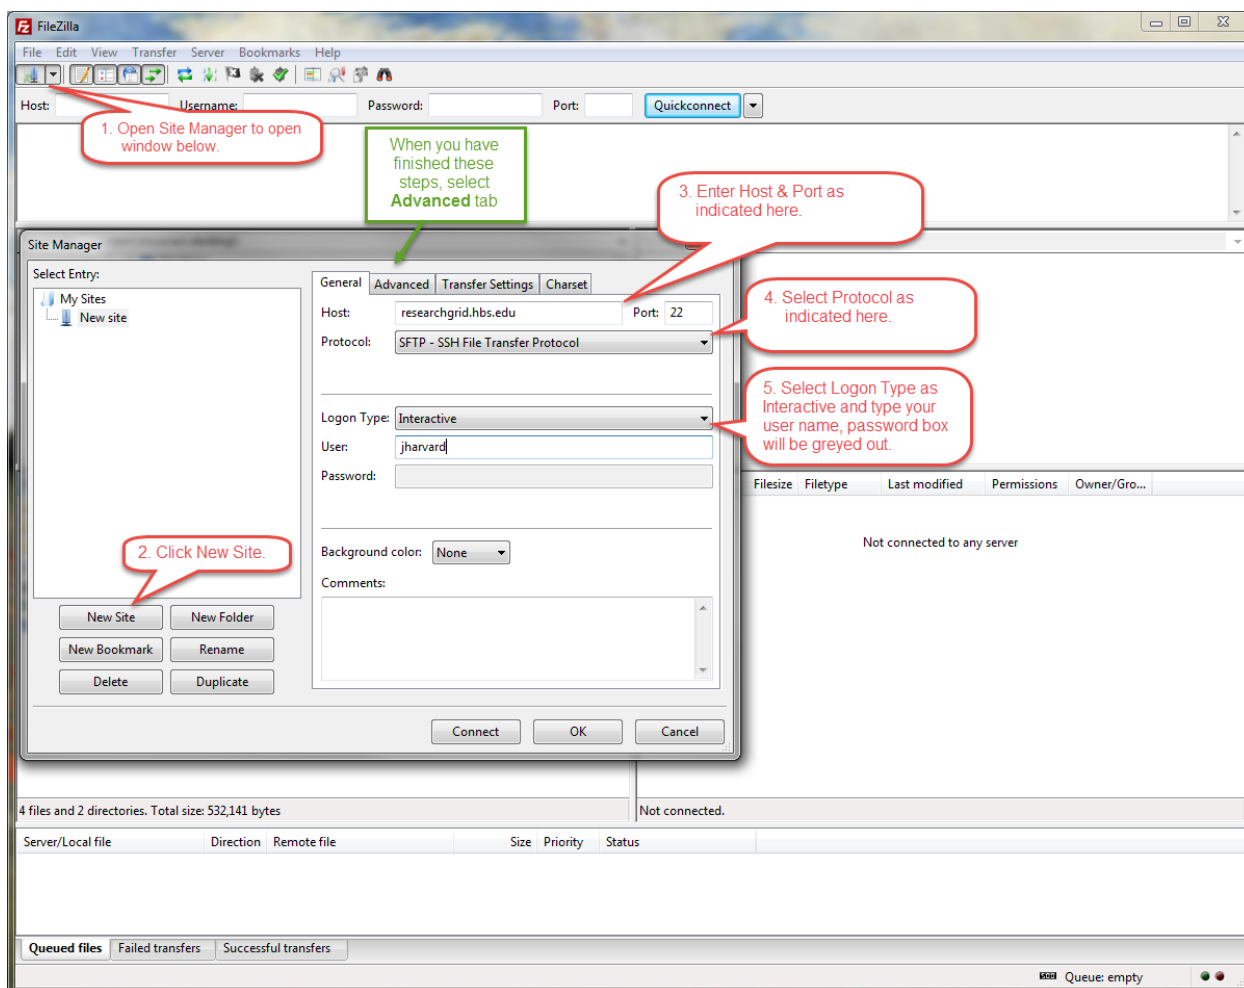 FileZilla
File Edit View Transfer Server Bookmarks Help
Host: Username: Password: Port: Quickconnect
1. Open Site Manager to open
window below.
When you have
finished these
steps, select
Advanced tab
3. Enter Host & Port as
indicated here.
Site Manager
Select Entry:
My Sites
New site
General Advanced Transfer Settings Charset
Host: researchgrid.hbs.edu Port: 22
Protocol: SFTP - SSH File Transfer Protocol
4. Select Protocol as
indicated here.
Logon Type: Interactive
User: jharvard
Password:
5. Select Logon Type as
Interactive and type your
user name, password box
will be greyed out.
Filesize Filetype Last modified Permissions Owner/Gro...
Not connected to any server
2. Click New Site.
Background color: None
Comments:
New Site New Folder
New Bookmark Rename
Delete Duplicate
Connect OK Cancel
4 files and 2 directories. Total size: 532,141 bytes
Not connected.
Server/Local file Direction Remote file Size Priority Status
Queued files Failed transfers Successful transfers
Queue: empty